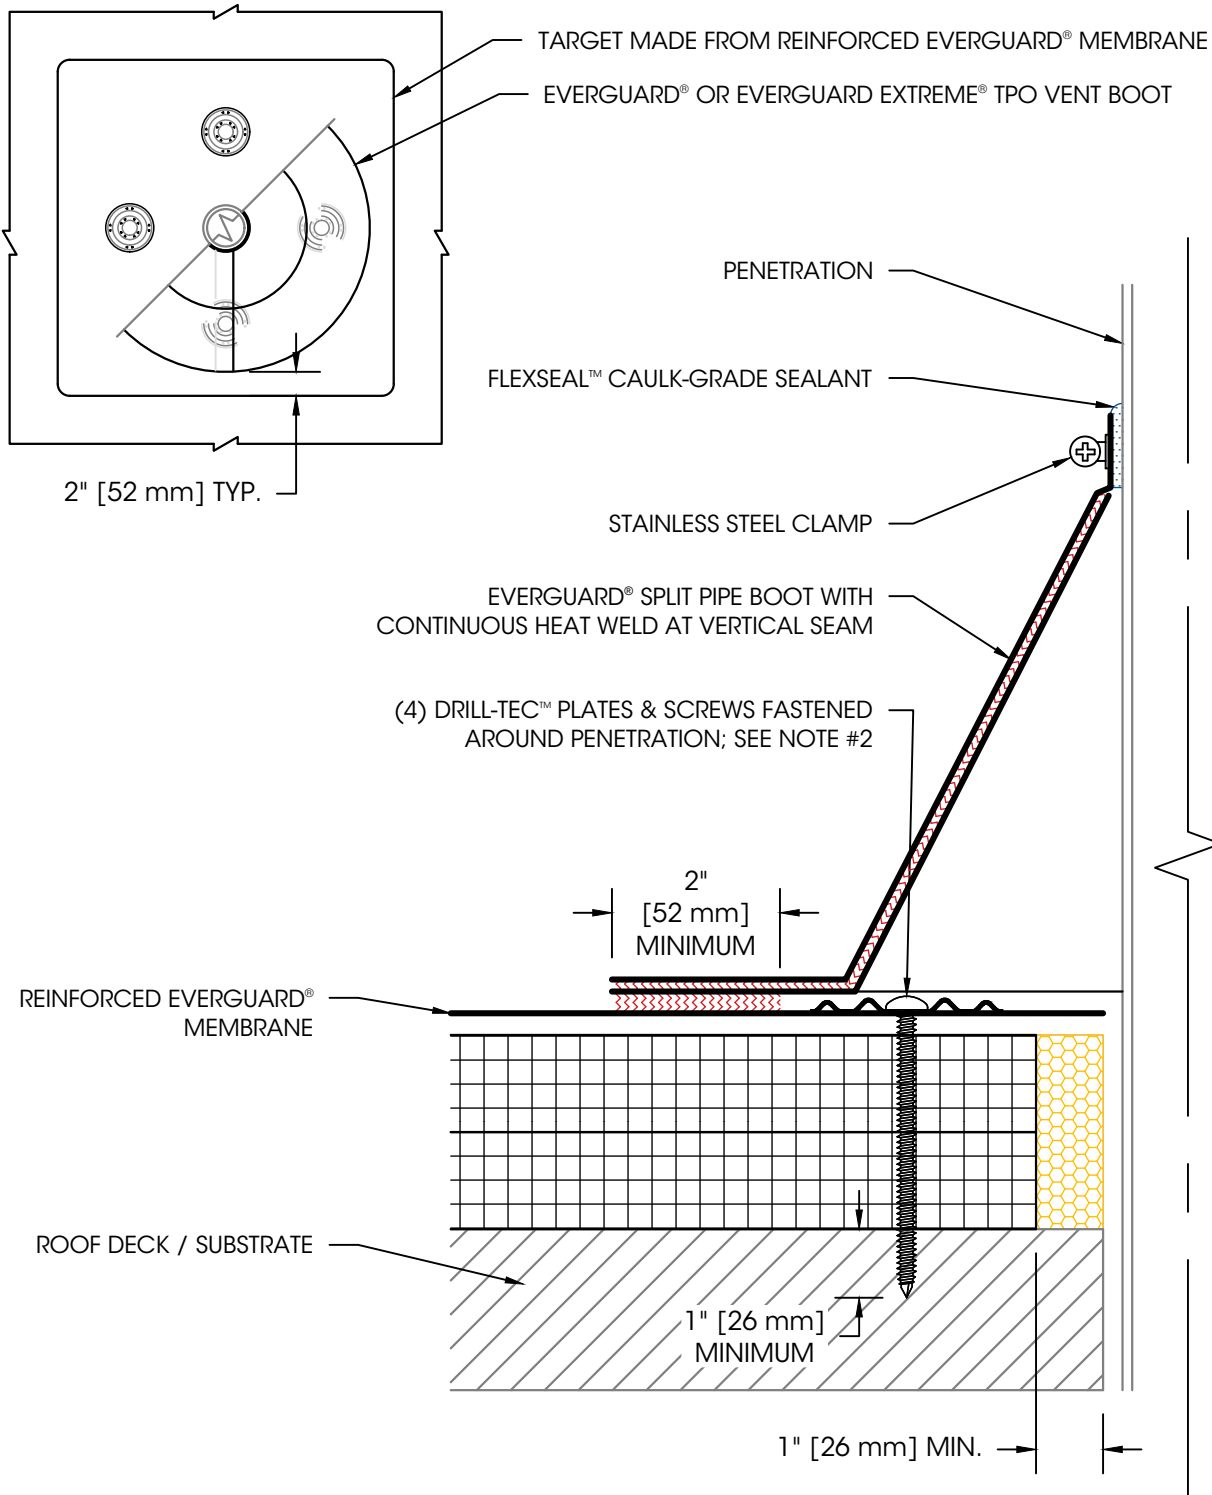 TARGET MADE FROM REINFORCED EVERGUARD® MEMBRANE
EVERGUARD® OR EVERGUARD EXTREME® TPO VENT BOOT
PENETRATION
FLEXSEAL™ CAULK-GRADE SEALANT
2" [52 mm] TYP.
STAINLESS STEEL CLAMP
EVERGUARD® SPLIT PIPE BOOT WITH
CONTINUOUS HEAT WELD AT VERTICAL SEAM
(4) DRILL-TEC™ PLATES & SCREWS FASTENED
AROUND PENETRATION; SEE NOTE #2
2"
[52 mm]
MINIMUM
REINFORCED EVERGUARD®
MEMBRANE
ROOF DECK / SUBSTRATE
1" [26 mm]
MINIMUM
1" [26 mm] MIN.